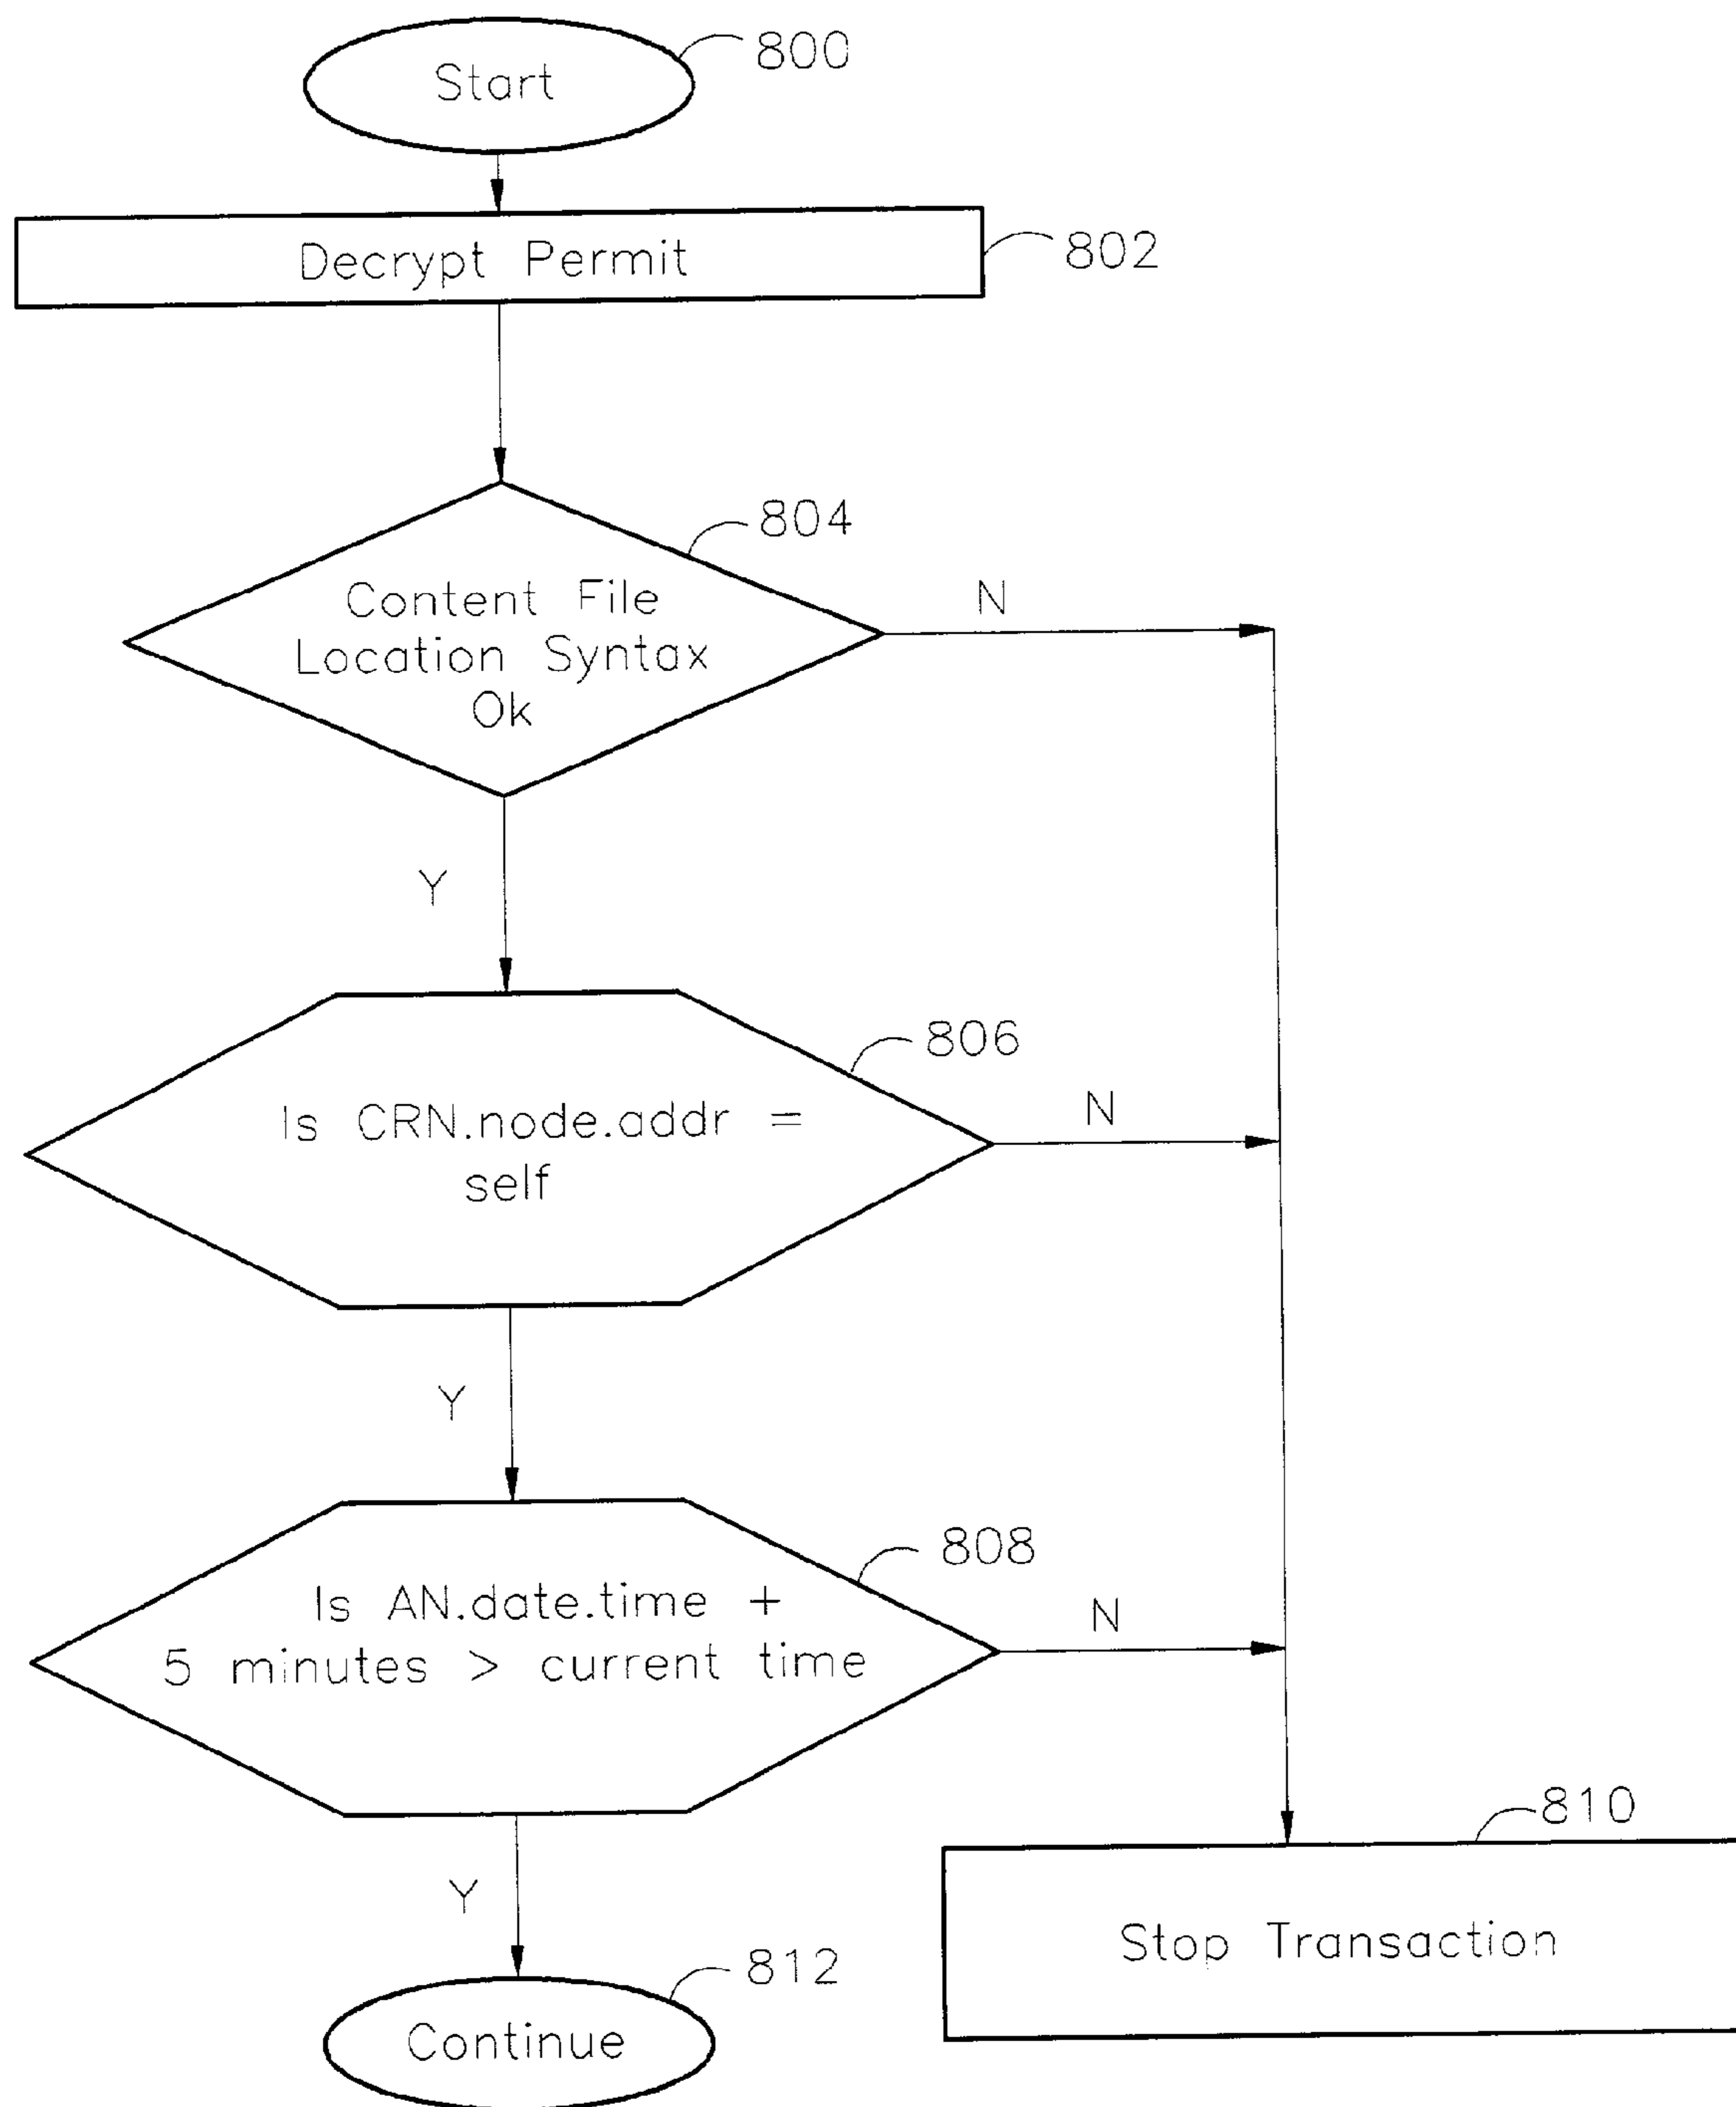 Start
800
Decrypt Permit
802
804
Content File
Location Syntax
Ok
N
Y
806
Is CRN.node.addr =
self
N
Y
808
Is AN.date.time +
5 minutes > current time
N
Y
810
Stop Transaction
812
Continue